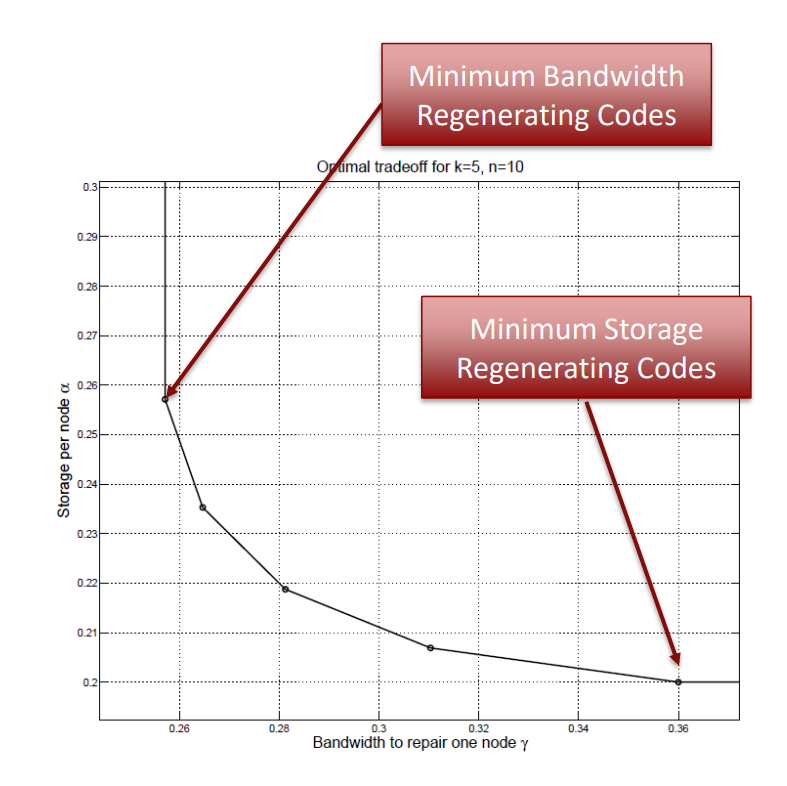 Minimum Bandwidth
Regenerating Codes
Optimal tradeoff for k=5, n=10
0.3
0.29
0.28
0.27
0.26
0.25
0.24
0.23
0.22
0.21
0.2
Storage per node α
Minimum Storage
Regenerating Codes
0.26 0.28 0.3 0.32 0.34 0.36
Bandwidth to repair one node γ